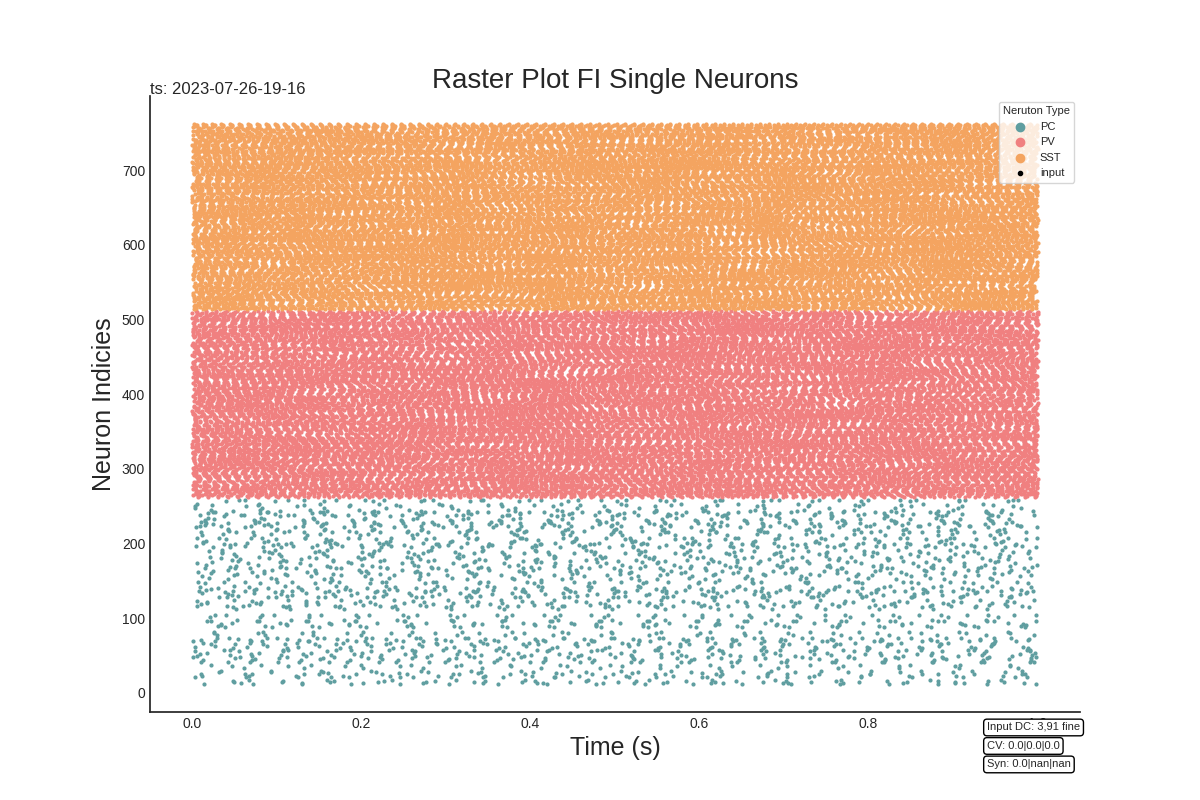 Raster Plot FI Single Neurons
ts: 2023-07-26-19-16
Neruton Type
PC
PV
SST
input
Neuron Indicies
700
600
500
400
300
200
100
0
0.0 0.2 0.4 0.6 0.8
Time (s)
Input DC: 3,91 fine
CV: 0.0|0.0|0.0
Syn: 0.0|nan|nan